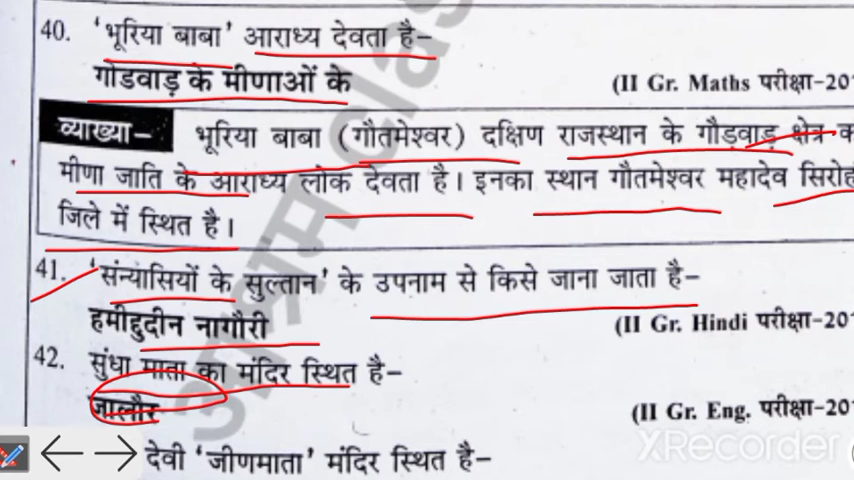 40. 'भूरिया बाबा' आराध्य देवता है-
गोडवाड़ के मीणाओं के (II Gr. Maths परीक्षा-20
व्याख्या- भूरिया बाबा (गौतमेश्वर) दक्षिण राजस्थान के गौड़वाड़ क्षेत्र
मीणा जाति के आराध्य लोक देवता है। इनका स्थान गौतमेश्वर महादेव सिरोह
जिले में स्थित है।
41. 'संन्यासियों के सुल्तान' के उपनाम से किसे जाना जाता है-
हमीद्दुदीन नागौरी (II Gr. Hindi परीक्षा-20
42. सुंधा माता का मंदिर स्थित है-
जालौर (II Gr. Eng. परीक्षा-20
देवी 'जीणमाता' मंदिर स्थित है-
XRecorder